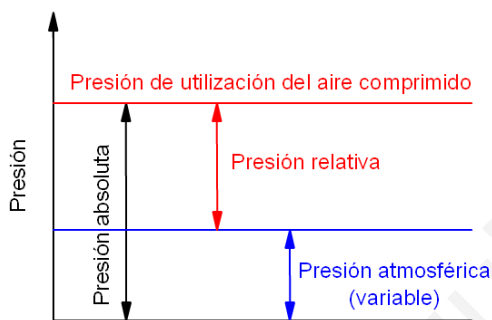 Presión de utilización del aire comprimido
Presión
Presión absoluta
Presión relativa
Presión atmosférica
(variable)